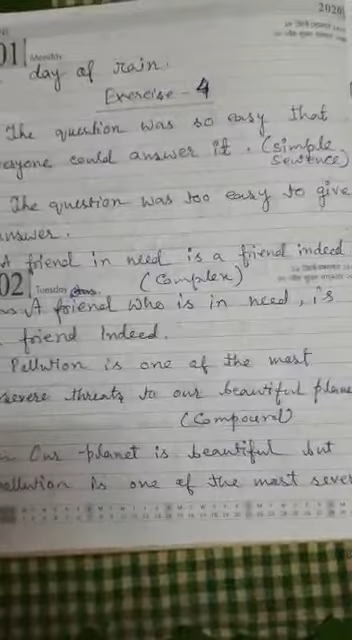 2020
01 Monday
day of rain.
Exercise - 4
The question was so easy that
eryone could answer it. (simple
sentence)
The question was too easy to give
answer.
A friend in need is a friend indeed
02 Tuesday (Complex)
A friend who is in need, is
friend Indeed.
Pollution is one of the most
severe threats to our beautiful plane
(Compound)
Our planet is beautiful but
pollution is one of the most sever